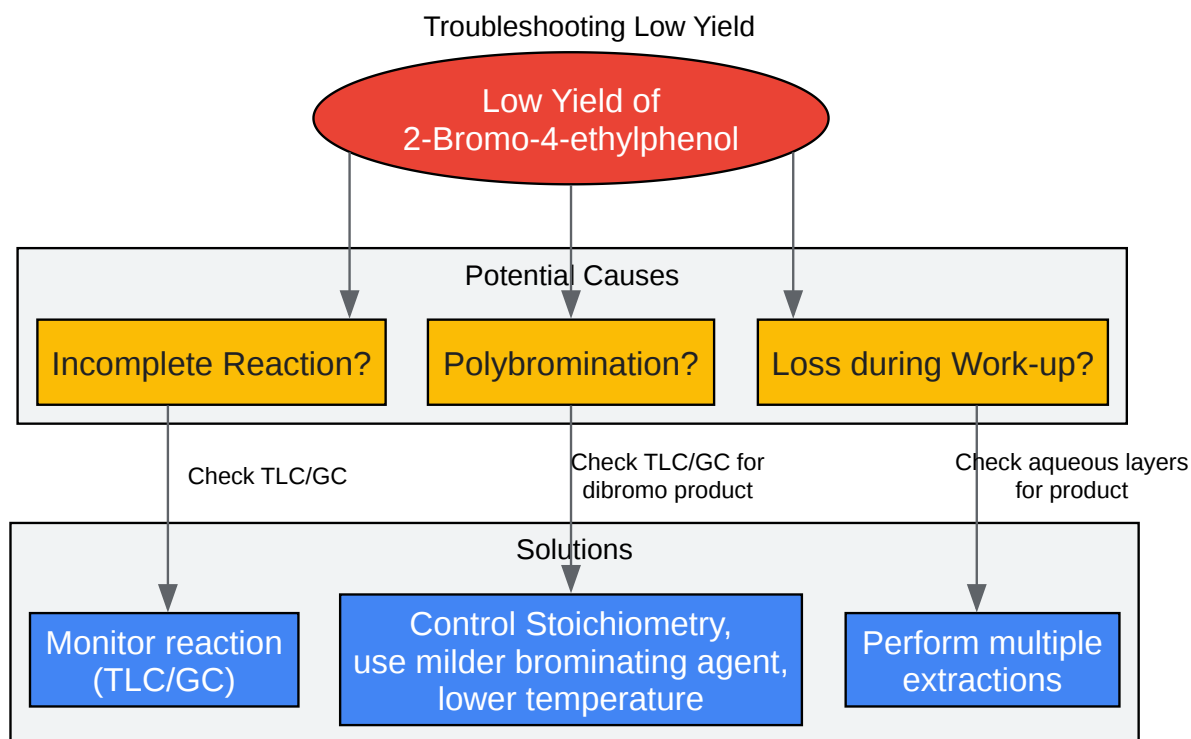 Troubleshooting Low Yield
Low Yield of
2-Bromo-4-ethylphenol
Potential Causes
Incomplete Reaction?
Polybromination?
Loss during Work-up?
Check TLC/GC
Check TLC/GC for
dibromo product
Check aqueous layers
for product
Solutions
Monitor reaction
(TLC/GC)
Control Stoichiometry,
use milder brominating agent,
lower temperature
Perform multiple
extractions